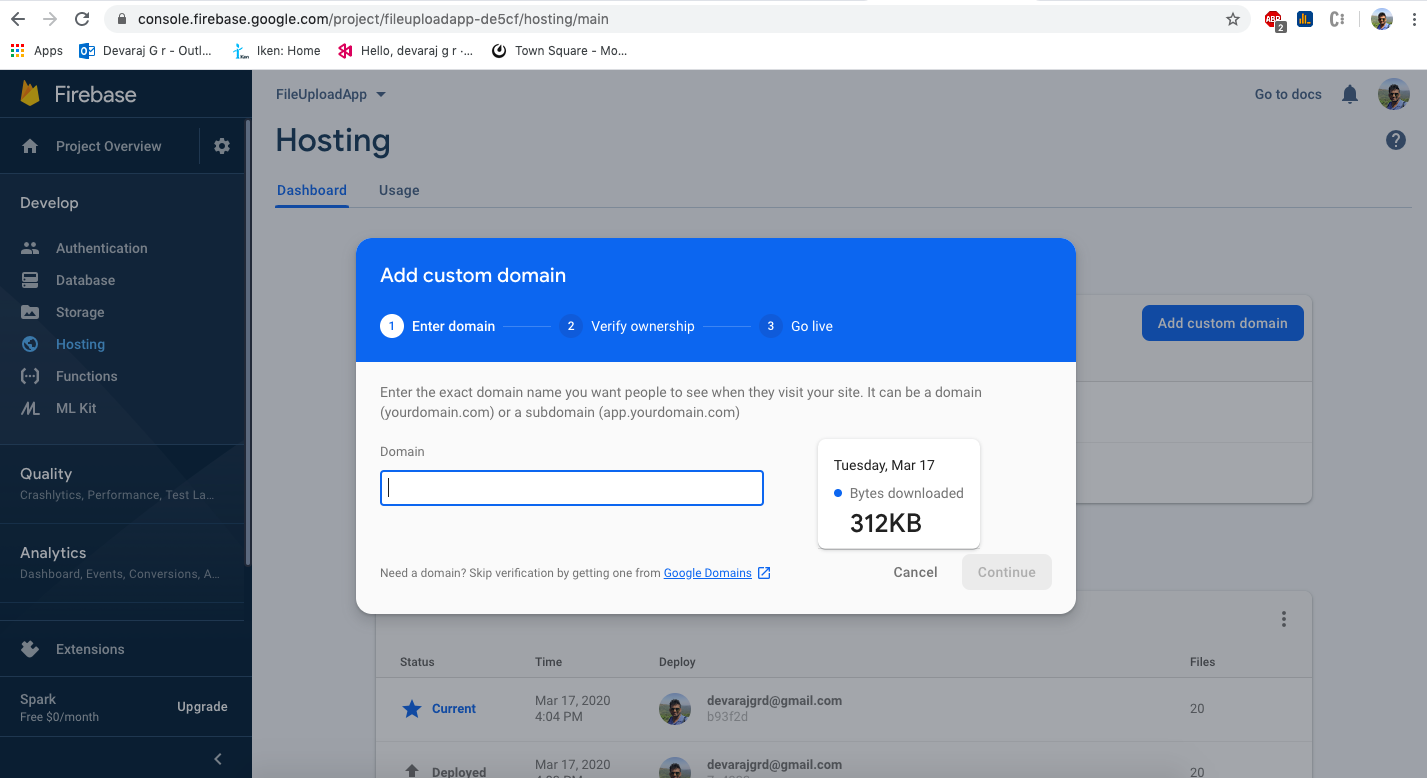 console.firebase.google.com/project/fileuploadapp-de5cf/hosting/main
ABP
2
Apps
Devaraj G r - Outl...
Iken: Home
Hello, devaraj g r ·...
Town Square - Mo...
Firebase
FileUploadApp
Go to docs
Project Overview
Hosting
Dashboard
Usage
Develop
Authentication
Database
Storage
Hosting
Functions
ML Kit
Add custom domain
1 Enter domain
2 Verify ownership
3 Go live
Add custom domain
Enter the exact domain name you want people to see when they visit your site. It can be a domain
(yourdomain.com) or a subdomain (app.yourdomain.com)
Domain
Tuesday, Mar 17
Bytes downloaded
312KB
Need a domain? Skip verification by getting one from Google Domains
Cancel
Continue
Quality
Crashlytics, Performance, Test La...
Analytics
Dashboard, Events, Conversions, A...
Extensions
Spark
Free $0/month
Upgrade
Status
Time
Deploy
Files
Current
Mar 17, 2020
4:04 PM
devarajgrd@gmail.com
b93f2d
20
Deployed
Mar 17, 2020
devarajgrd@gmail.com
20